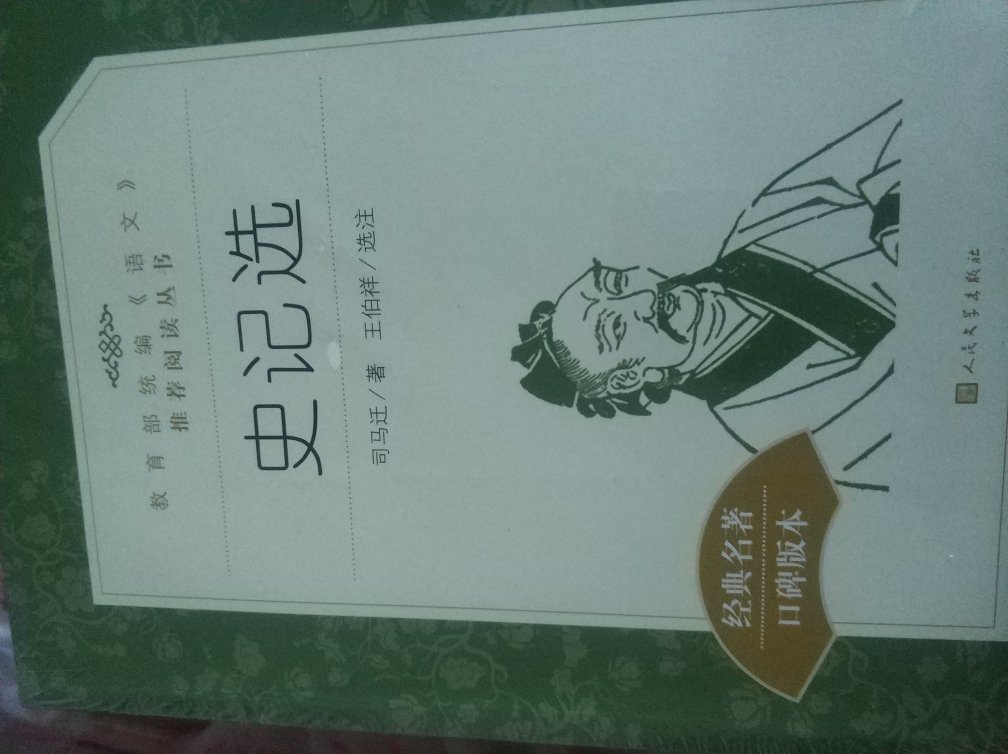 教育部统编《语文》
推荐阅读丛书
史记选
司马迁/著 王伯祥/选注
经典名著
口碑版本
人民文学出版社